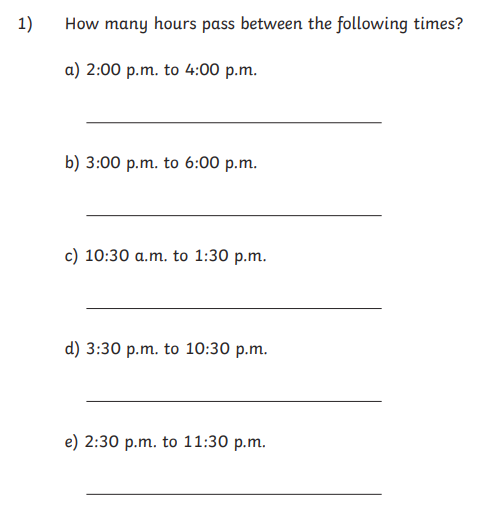 1) How many hours pass between the following times?
a) 2:00 p.m. to 4:00 p.m.
b) 3:00 p.m. to 6:00 p.m.
c) 10:30 a.m. to 1:30 p.m.
d) 3:30 p.m. to 10:30 p.m.
e) 2:30 p.m. to 11:30 p.m.